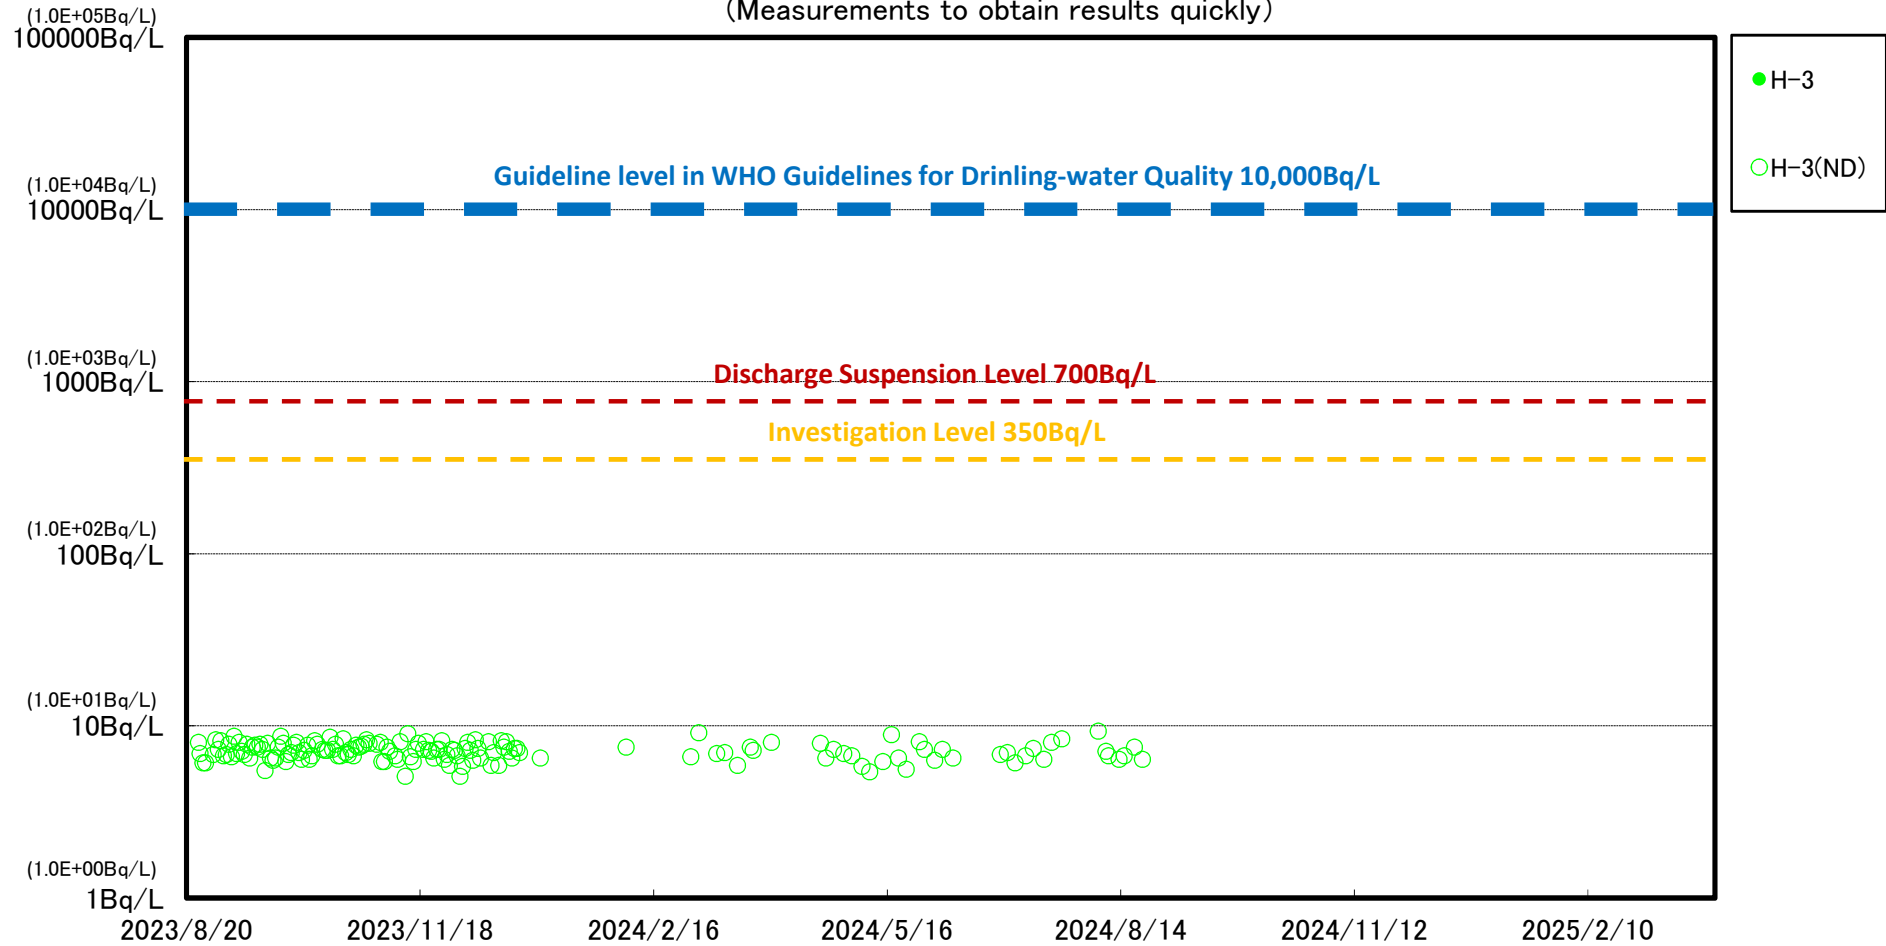 (Measurements to obtain results quickly)
(1.0E+05Bq/L)
100000Bq/L
H-3
H-3(ND)
Guideline level in WHO Guidelines for Drinling-water Quality 10,000Bq/L
(1.0E+04Bq/L)
10000Bq/L
(1.0E+03Bq/L)
1000Bq/L
Discharge Suspension Level 700Bq/L
Investigation Level 350Bq/L
(1.0E+02Bq/L)
100Bq/L
(1.0E+01Bq/L)
10Bq/L
(1.0E+00Bq/L)
1Bq/L
2023/8/20 2023/11/18 2024/2/16 2024/5/16 2024/8/14 2024/11/12 2025/2/10